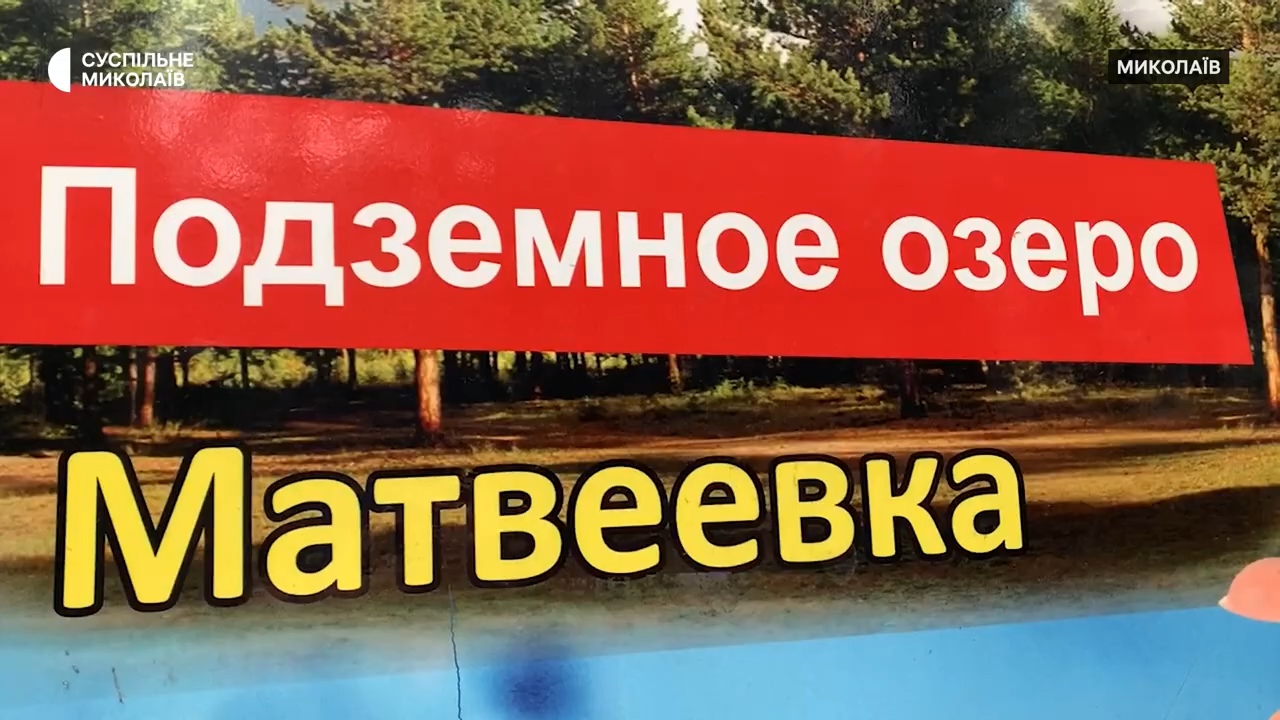 СУСПІЛЬНЕ
МИКОЛАЇВ
МИКОЛАЇВ
Подземное озеро
Матвеевка